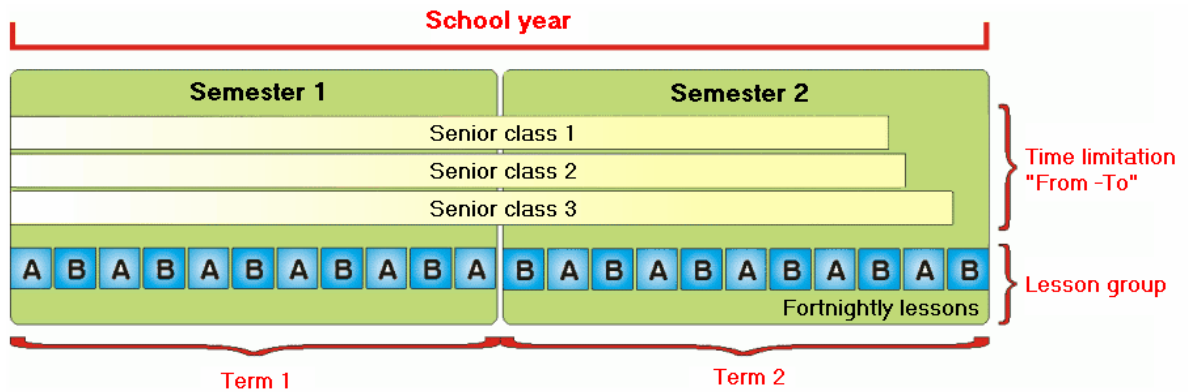 School year
Semester 1 Semester 2
Senior class 1
Senior class 2
Senior class 3
Time limitation
"From -To"
A B A B A B A B A B A B A B A B A B A B A B
Lesson group
Fortnightly lessons
Term 1 Term 2